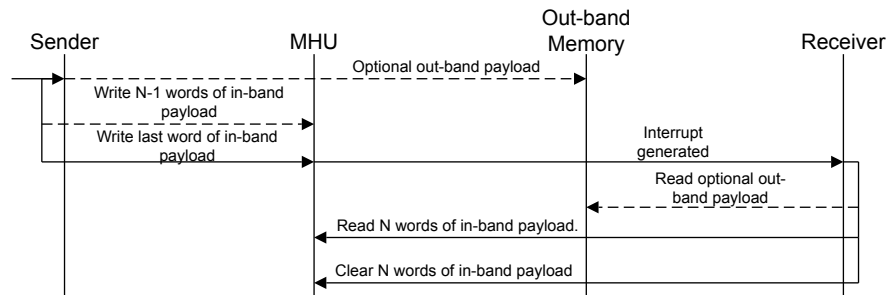 Out-band
Sender MHU Memory Receiver
Optional out-band payload
Write N-1 words of in-band
payload
Write last word of in-band
payload
Interrupt
generated
Read optional out-
band payload
Read N words of in-band payload.
Clear N words of in-band payload